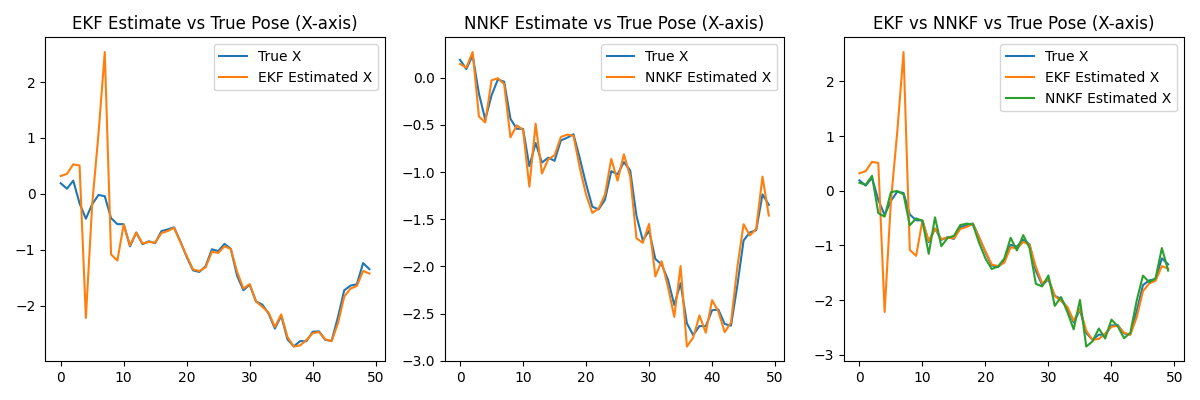 EKF Estimate vs True Pose (X-axis)
True X
EKF Estimated X
2
1
0
−1
−2
0 10 20 30 40 50
NNKF Estimate vs True Pose (X-axis)
True X
NNKF Estimated X
0.0
−0.5
−1.0
−1.5
−2.0
−2.5
−3.0
0 10 20 30 40 50
EKF vs NNKF vs True Pose (X-axis)
True X
EKF Estimated X
NNKF Estimated X
2
1
0
−1
−2
−3
0 10 20 30 40 50